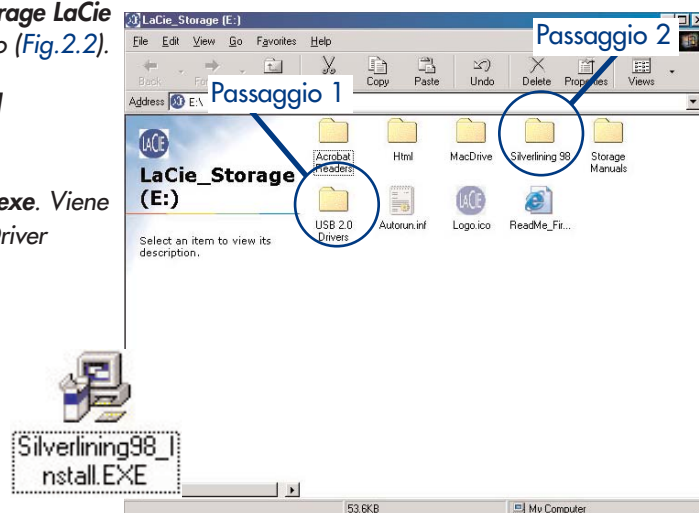 rage LaCie
o (Fig.2.2).
exe. Viene
Driver
LaCie_Storage (E:)
File Edit View Go Favorites Help
Back Copy Paste Undo Delete Properties Views
Address E:\
Passaggio 1
Passaggio 2
LACIE
LaCie_Storage
(E:)
Select an item to view its
description.
Acrobat
Readers
Html
MacDrive
Silverlining 98
Storage
Manuals
USB 2.0
Drivers
Autorun.inf
Logo.ico
ReadMe_Fir...
Silverlining98_I
nstall.EXE
53.6KB
My Computer